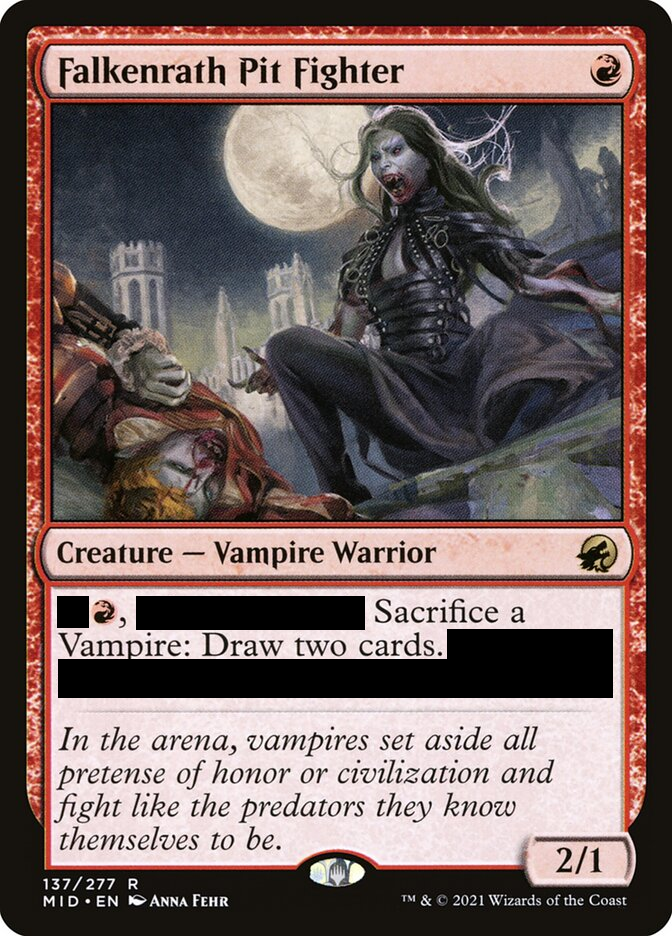 Falkenrath Pit Fighter
Creature — Vampire Warrior
, Sacrifice a
Vampire: Draw two cards.
In the arena, vampires set aside all
pretense of honor or civilization and
fight like the predators they know
themselves to be.
2/1
137/277 R
MID • EN Anna Fehr
™ & © 2021 Wizards of the Coast